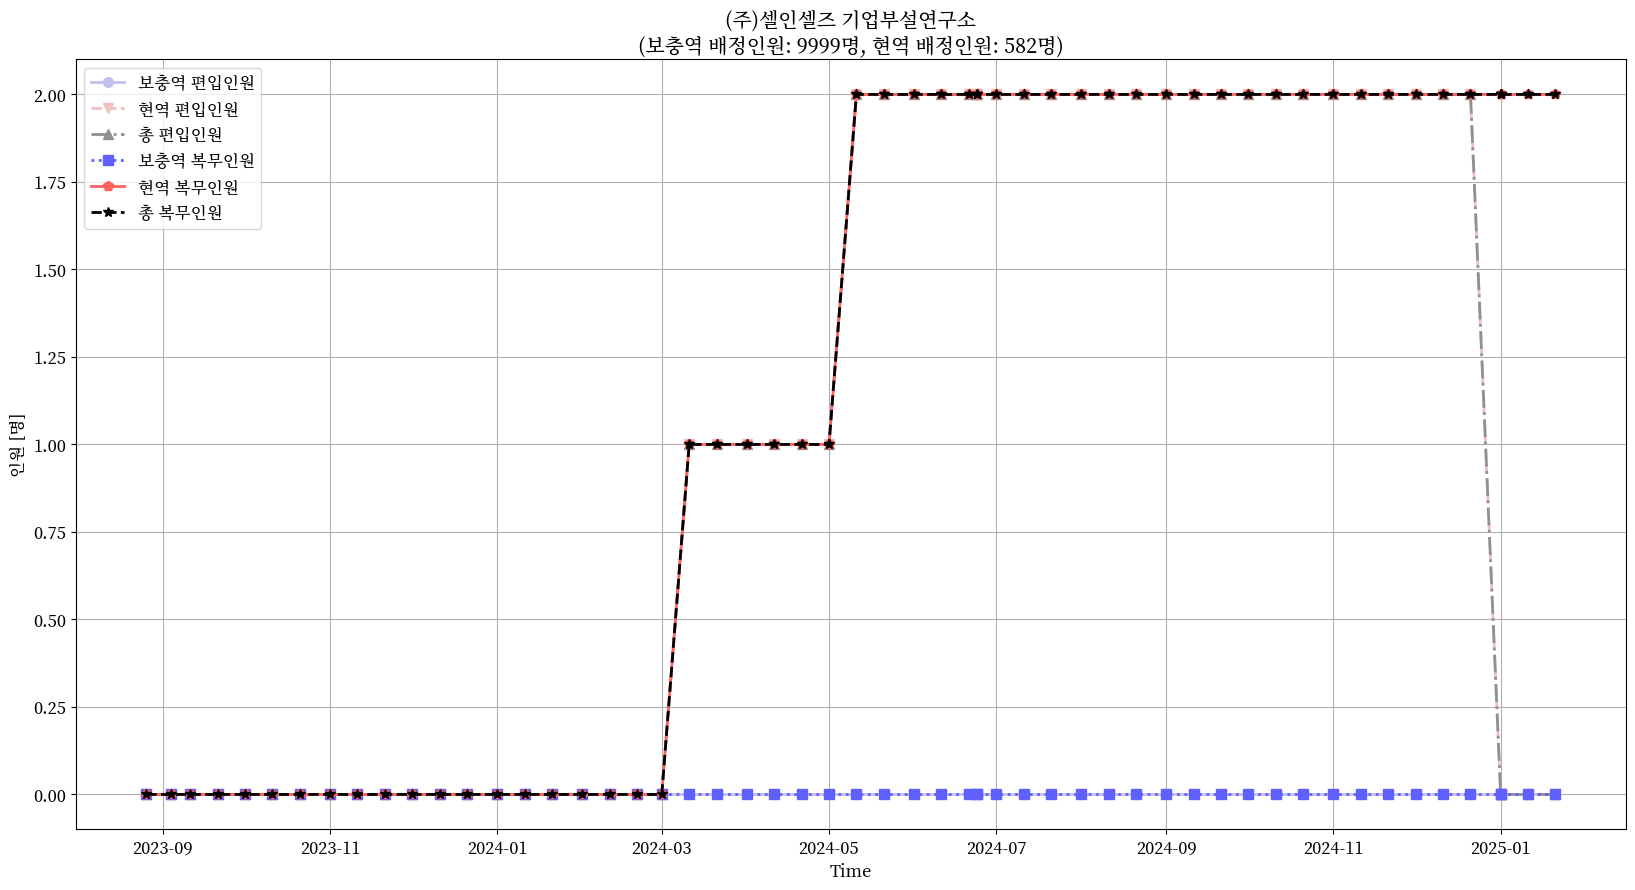 (주)셀인셀즈 기업부설연구소
(보충역 배정인원: 9999명, 현역 배정인원: 582명)
보충역 편입인원
현역 편입인원
총 편입인원
보충역 복무인원
현역 복무인원
총 복무인원
2.00
1.75
1.50
1.25
1.00
0.75
0.50
0.25
0.00
인원 [명]
2023-09 2023-11 2024-01 2024-03 2024-05 2024-07 2024-09 2024-11 2025-01
Time